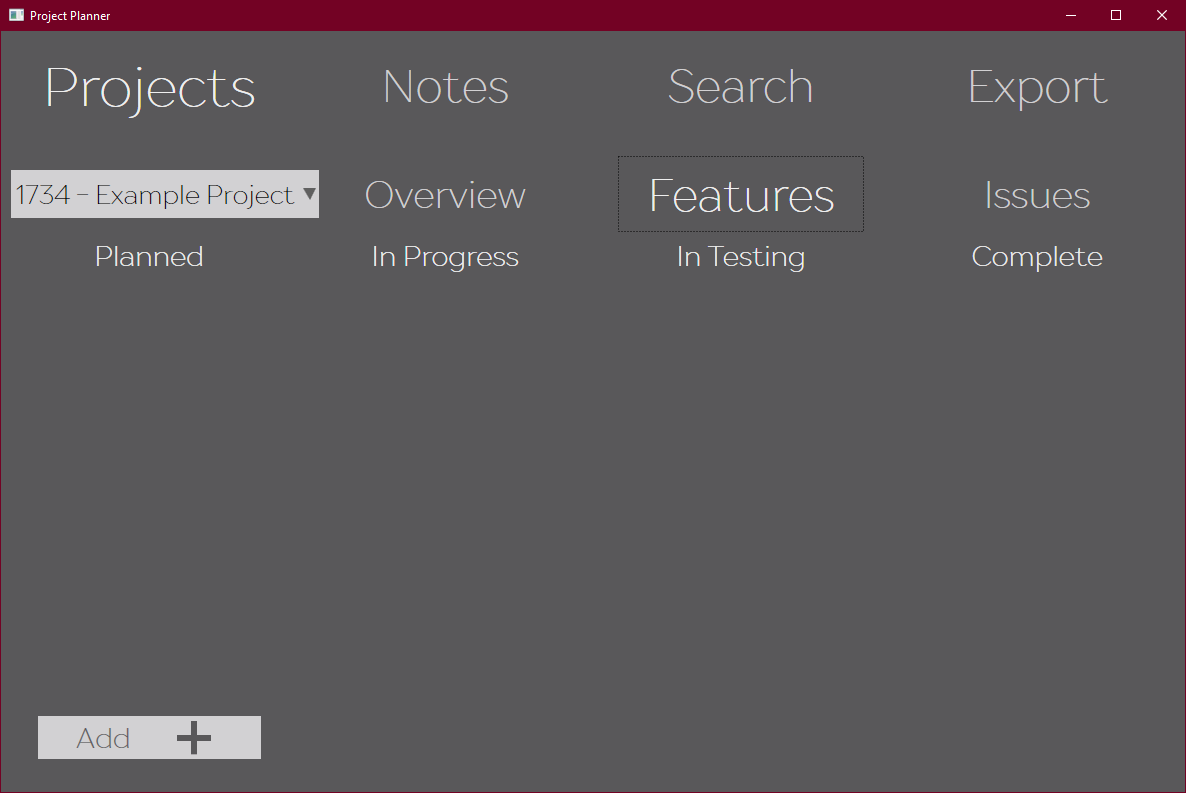 Project Planner
Projects Notes Search Export
1734 – Example Project Overview Features Issues
Planned In Progress In Testing Complete
Add